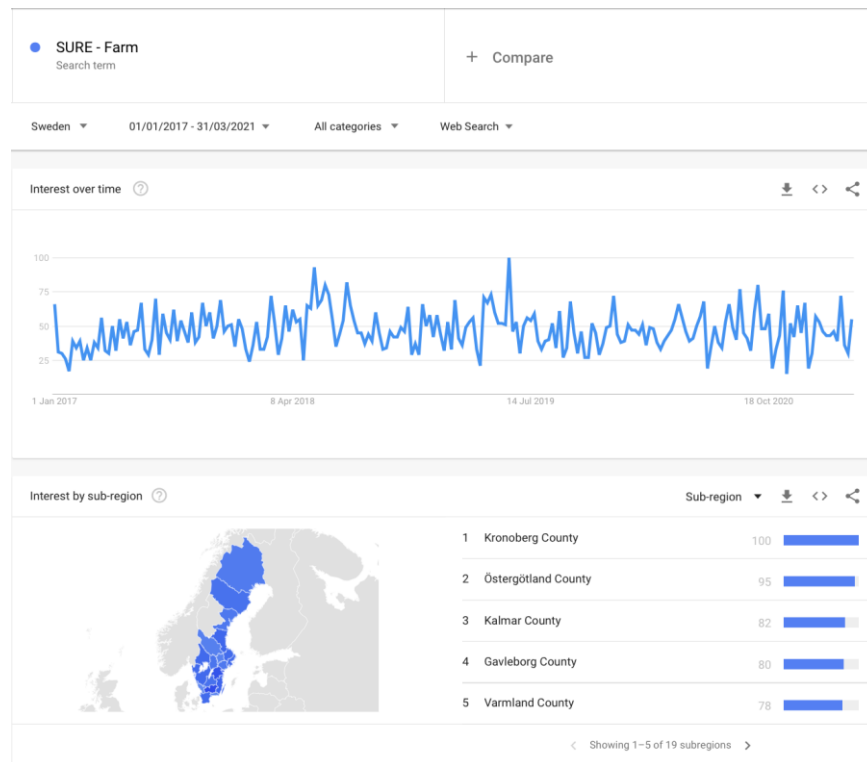 SURE - Farm
Search term
+ Compare
Sweden 01/01/2017 - 31/03/2021 All categories Web Search
Interest over time ?
100
75
50
25
1 Jan 2017 8 Apr 2018 14 Jul 2019 18 Oct 2020
Interest by sub-region ? Sub-region
1 Kronoberg County 100
2 Östergötland County 95
3 Kalmar County 82
4 Gavleborg County 80
5 Varmland County 78
Showing 1–5 of 19 subregions